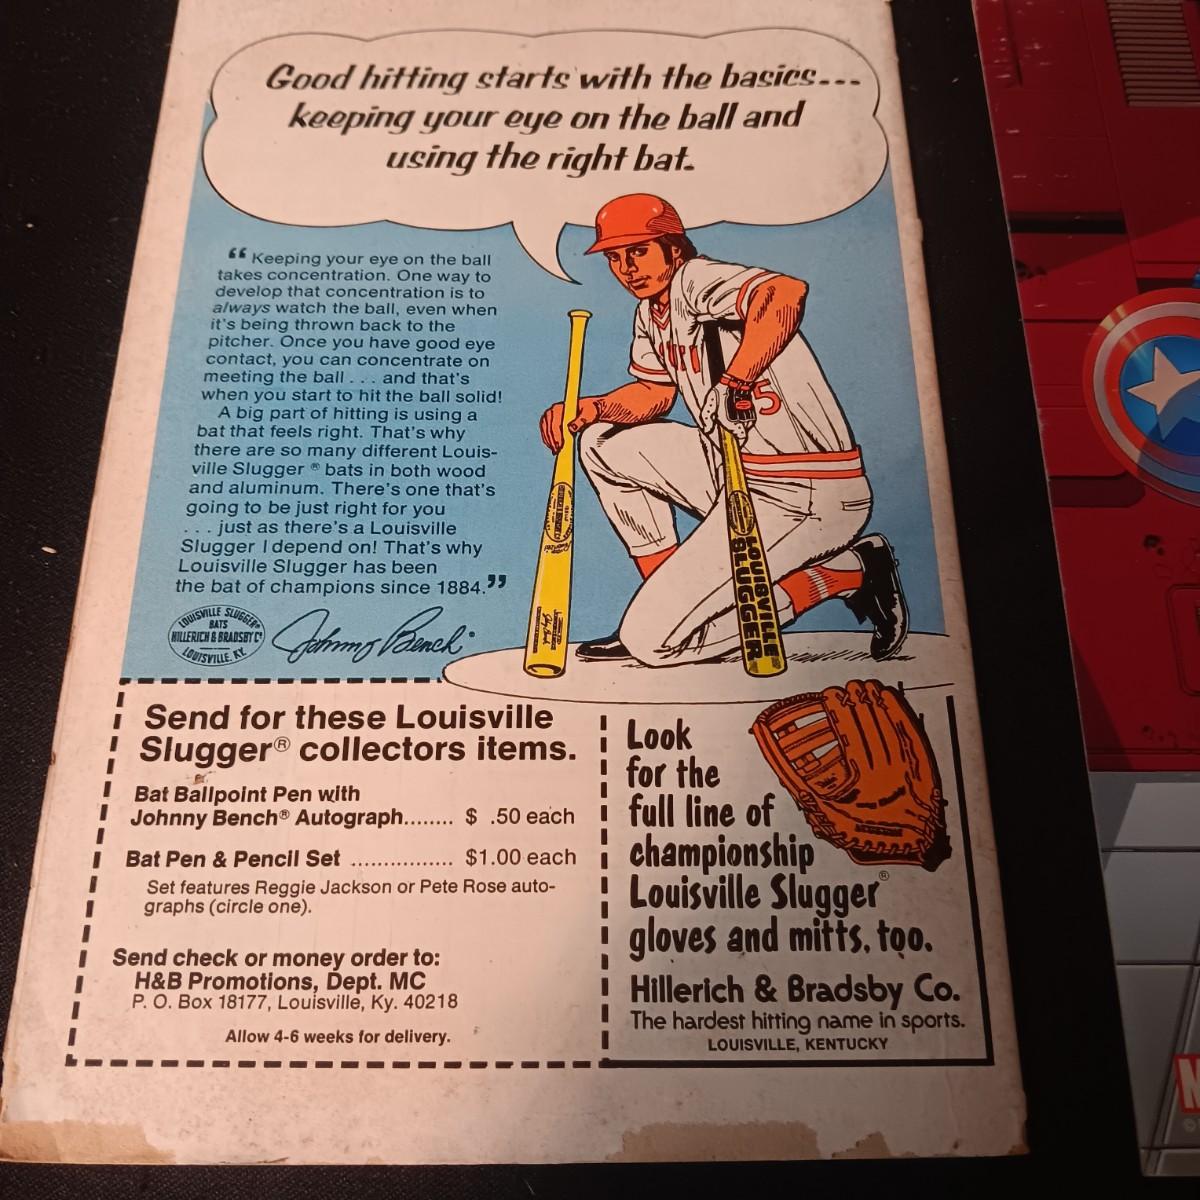 Good hitting starts with the basics...
keeping your eye on the ball and
using the right bat.
“ Keeping your eye on the ball
takes concentration. One way to
develop that concentration is to
always watch the ball, even when
it's being thrown back to the
pitcher. Once you have good eye
contact, you can concentrate on
meeting the ball . . . and that's
when you start to hit the ball solid!
A big part of hitting is using a
bat that feels right. That's why
there are so many different Louis-
ville Slugger ® bats in both wood
and aluminum. There's one that's
going to be just right for you
. . . just as there's a Louisville
Slugger I depend on! That's why
Louisville Slugger has been
the bat of champions since 1884.”
LOUISVILLE SLUGGER®
BATS
HILLERICH & BRADSBY Cº
LOUISVILLE, KY.
Johnny Bench
5
LOUISVILLE
SLUGGER
Send for these Louisville
Slugger® collectors items.
Bat Ballpoint Pen with
Johnny Bench® Autograph........ $ .50 each
Bat Pen & Pencil Set ................ $1.00 each
Set features Reggie Jackson or Pete Rose auto-
graphs (circle one).
Send check or money order to:
H&B Promotions, Dept. MC
P. O. Box 18177, Louisville, Ky. 40218
Allow 4-6 weeks for delivery.
Look
for the
full line of
championship
Louisville Slugger®
gloves and mitts, too.
Hillerich & Bradsby Co.
The hardest hitting name in sports.
LOUISVILLE, KENTUCKY